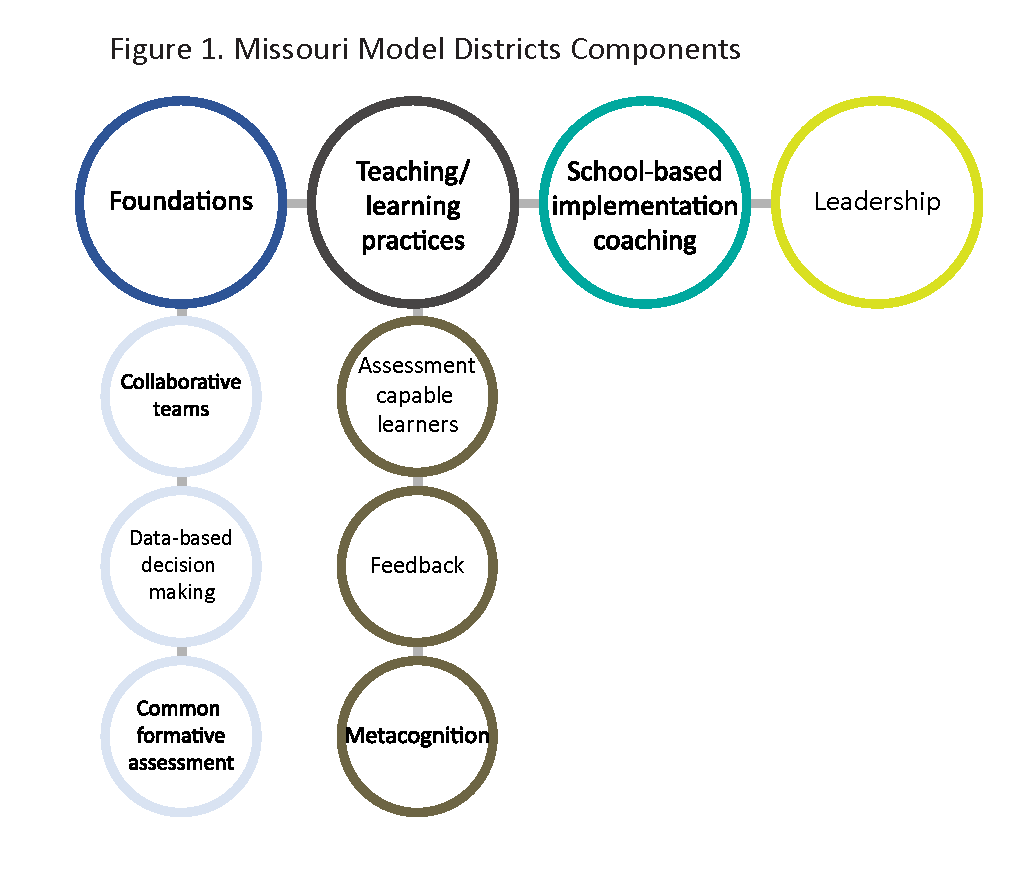 Figure 1. Missouri Model Districts Components
Foundations
Teaching/
learning
practices
School-based
implementation
coaching
Leadership
Collaborative
teams
Data-based
decision
making
Common
formative
assessment
Assessment
capable
learners
Feedback
Metacognition